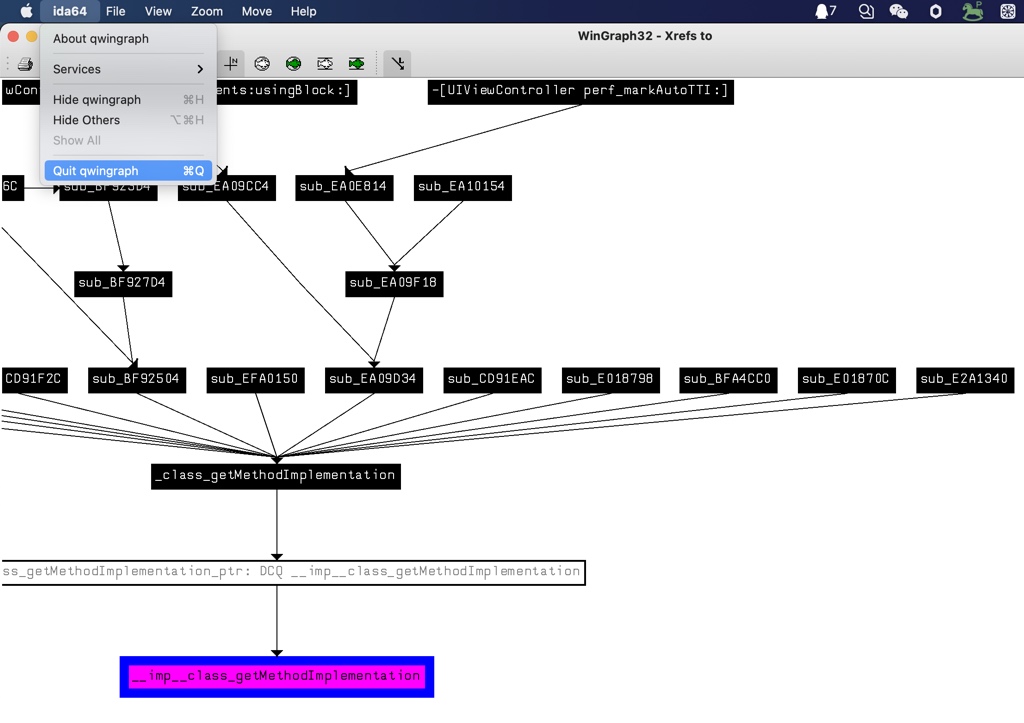 ida64 File View Zoom Move Help 7
WinGraph32 - Xrefs to
About qwingraph
Services
Hide qwingraph ⌘H
Hide Others ⌥⌘H
Show All
Quit qwingraph ⌘Q
ents:usingBlock:] -[UIViewController perf_markAutoTTI:]
6C sub_BF923D4 sub_EA09CC4 sub_EA0E814 sub_EA10154
sub_BF927D4 sub_EA09F18
CD91F2C sub_BF92504 sub_EFA0150 sub_EA09D34 sub_CD91EAC sub_E018798 sub_BFA4CC0 sub_E01870C sub_E2A1340
_class_getMethodImplementation
ss_getMethodImplementation_ptr: DCQ __imp__class_getMethodImplementation
__imp__class_getMethodImplementation